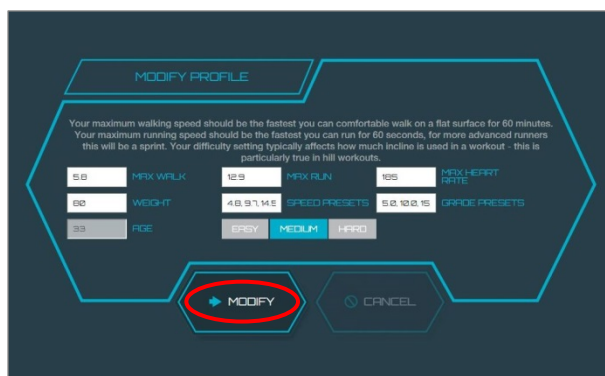 MODIFY PROFILE
Your maximum walking speed should be the fastest you can comfortable walk on a flat surface for 60 minutes.
Your maximum running speed should be the fastest you can run for 60 seconds, for more advanced runners
this will be a sprint. Your difficulty setting typically affects how much incline is used in a workout - this is
particularly true in hill workouts.
5.8 MAX WALK 12.9 MAX RUN 185 MAX HEART RATE
80 WEIGHT 4.8, 9.7, 14.5 SPEED PRESETS 5.0, 10.0, 15 GRADE PRESETS
33 AGE EASY MEDIUM HARD
MODIFY CANCEL